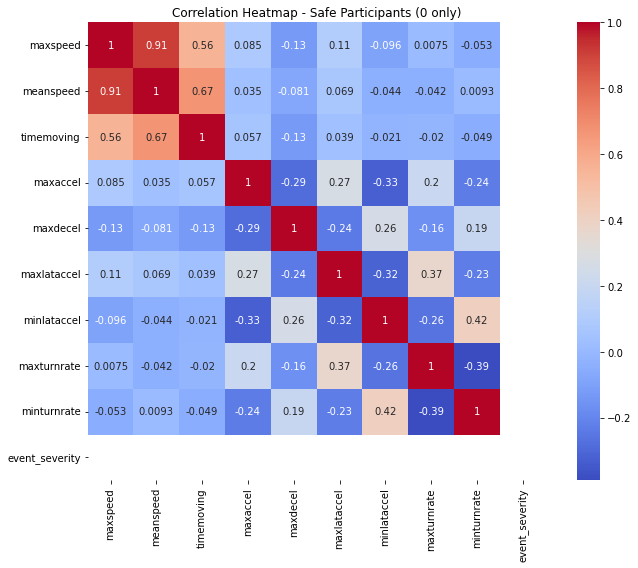 Correlation Heatmap - Safe Participants (0 only)
maxspeed 1 0.91 0.56 0.085 -0.13 0.11 -0.096 0.0075 -0.053
meanspeed 0.91 1 0.67 0.035 -0.081 0.069 -0.044 -0.042 0.0093
timemoving 0.56 0.67 1 0.057 -0.13 0.039 -0.021 -0.02 -0.049
maxaccel 0.085 0.035 0.057 1 -0.29 0.27 -0.33 0.2 -0.24
maxdecel -0.13 -0.081 -0.13 -0.29 1 -0.24 0.26 -0.16 0.19
maxlataccel 0.11 0.069 0.039 0.27 -0.24 1 -0.32 0.37 -0.23
minlataccel -0.096 -0.044 -0.021 -0.33 0.26 -0.32 1 -0.26 0.42
maxturnrate 0.0075 -0.042 -0.02 0.2 -0.16 0.37 -0.26 1 -0.39
minturnrate -0.053 0.0093 -0.049 -0.24 0.19 -0.23 0.42 -0.39 1
event_severity
maxspeed
meanspeed
timemoving
maxaccel
maxdecel
maxlataccel
minlataccel
maxturnrate
minturnrate
event_severity
1.0
0.8
0.6
0.4
0.2
0.0
−0.2